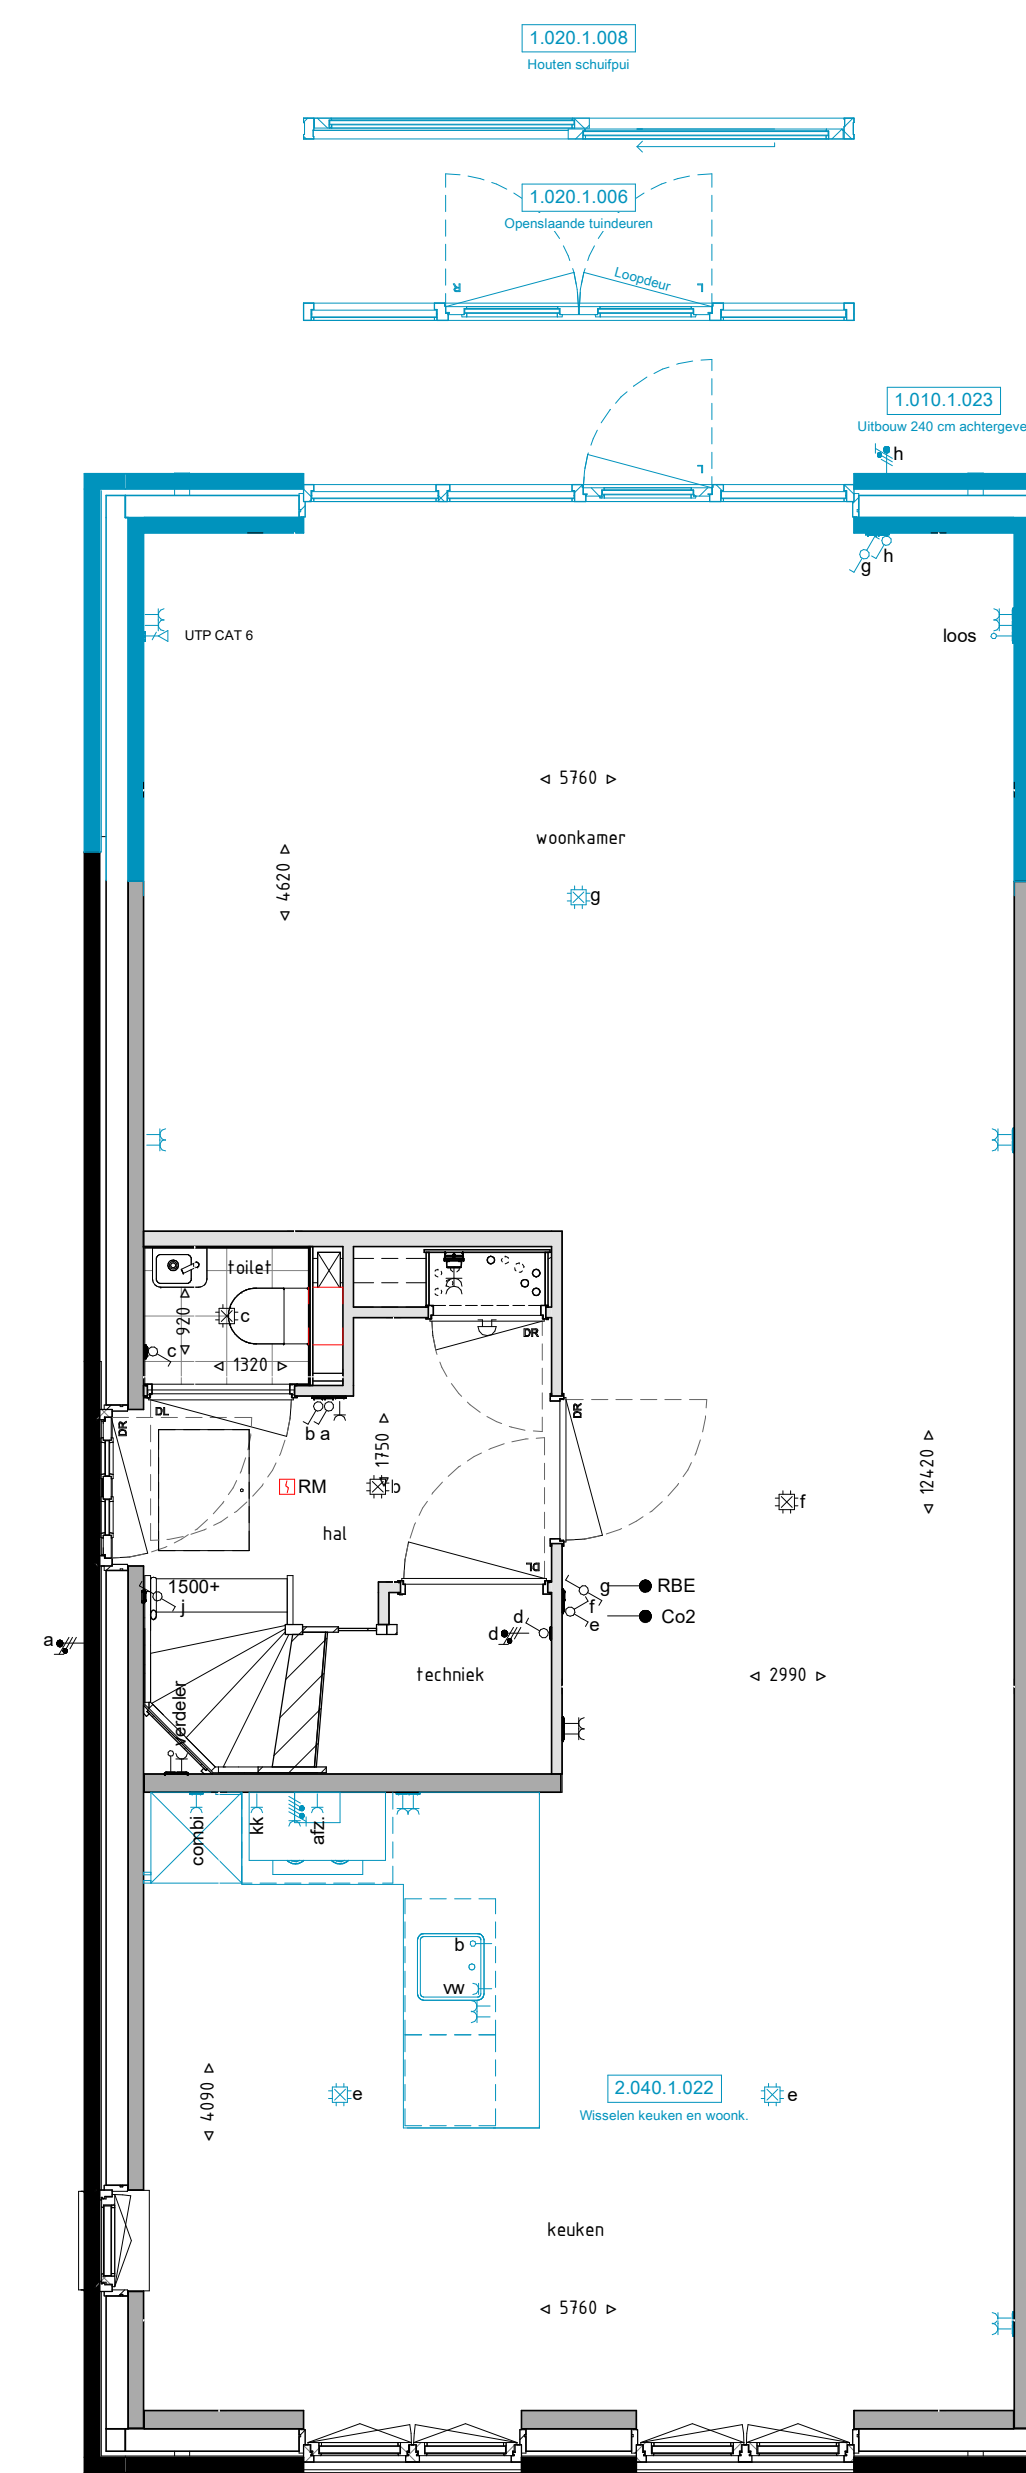 1.020.1.008
Houten schuifpui
1.020.1.006
Openslaande tuindeuren
Loopdeur
R
L
1.010.1.023
Uitbouw 240 cm achtergeve
h
L
g
h
UTP CAT 6
loos
5760
woonkamer
4620
g
toilet
c
920
c
1320
DR
DL
DR
DR
b a
1750
12420
RM
b
f
hal
DL
1500+
j
g
RBE
f
Co2
e
a
d
d
techniek
2990
verdeler
combi
kk
afz.
b
vw
4090
e
2.040.1.022
e
Wisselen keuken en woonk.
keuken
5760